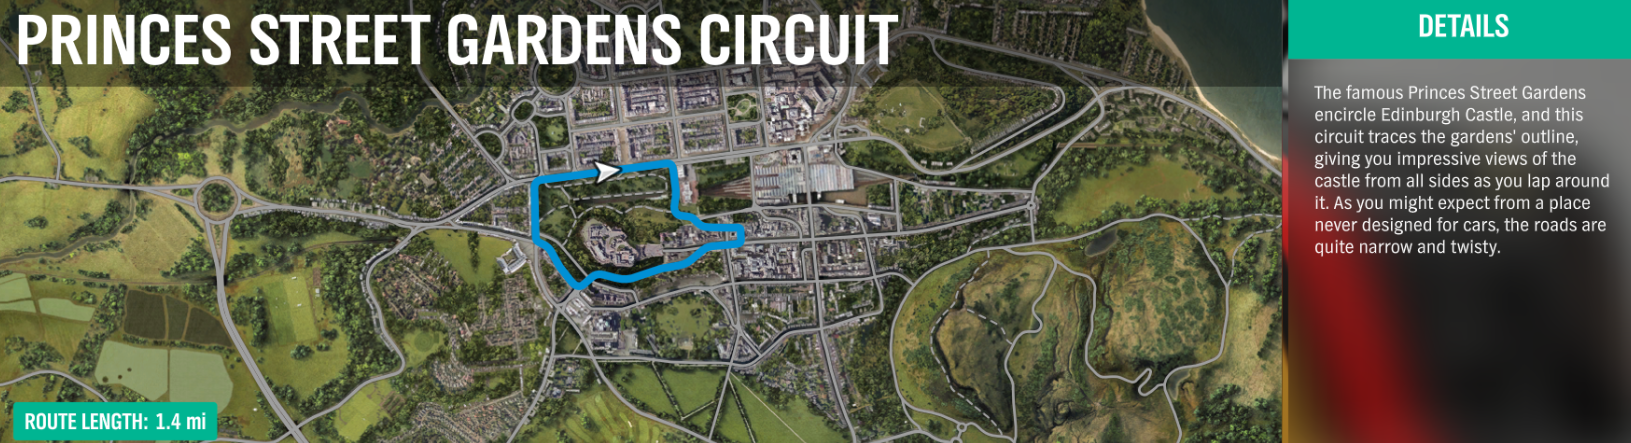 PRINCES STREET GARDENS CIRCUIT
DETAILS
The famous Princes Street Gardens
encircle Edinburgh Castle, and this
circuit traces the gardens' outline,
giving you impressive views of the
castle from all sides as you lap around
it. As you might expect from a place
never designed for cars, the roads are
quite narrow and twisty.
ROUTE LENGTH: 1.4 mi